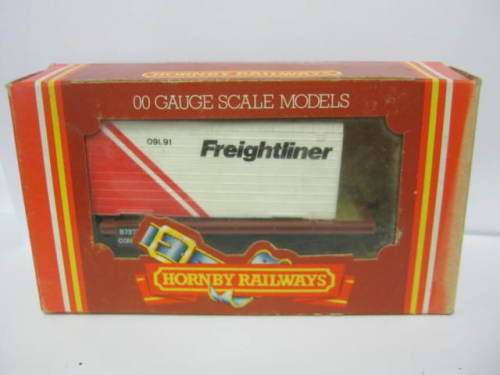 HORNBY RAILWAYS
00 GAUGE SCALE MODELS
09L91
Freightliner
HORNBY RAILWAYS